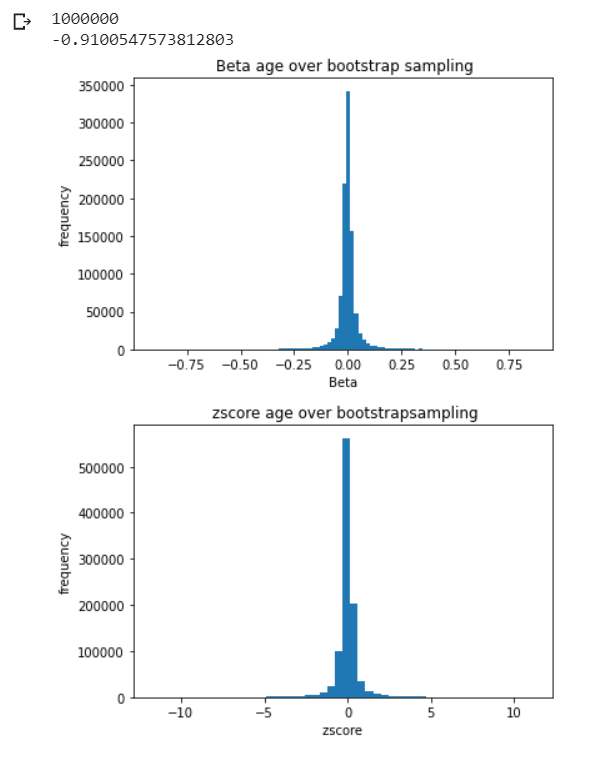 1000000
-0.9100547573812803
Beta age over bootstrap sampling
350000
300000
250000
200000
150000
100000
50000
0
frequency
−0.75 −0.50 −0.25 0.00 0.25 0.50 0.75
Beta
zscore age over bootstrapsampling
500000
400000
300000
200000
100000
0
frequency
−10 −5 0 5 10
zscore